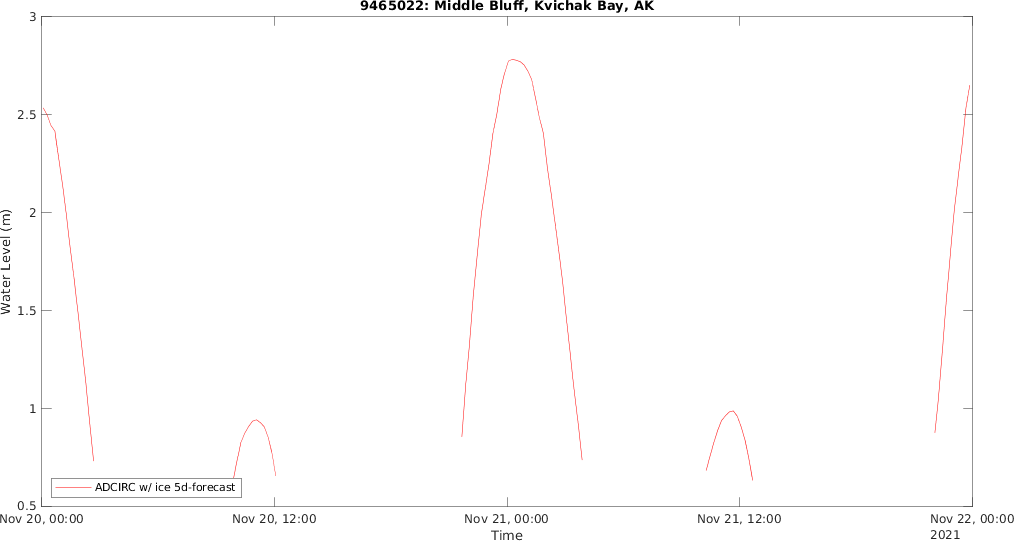 9465022: Middle Bluff, Kvichak Bay, AK
3
2.5
2
1.5
1
0.5
Water Level (m)
ADCIRC w/ ice 5d-forecast
Nov 20, 00:00 Nov 20, 12:00 Nov 21, 00:00 Nov 21, 12:00 Nov 22, 00:00
Time 2021